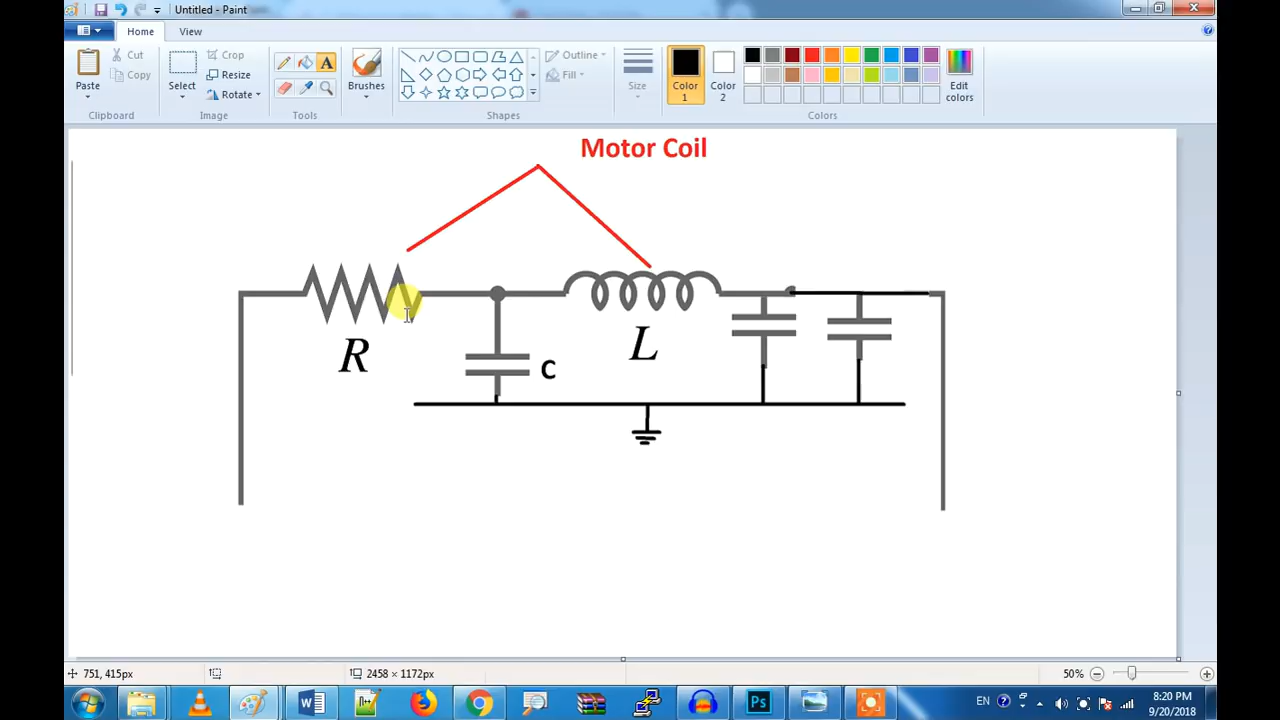 Untitled - Paint
Home View
Paste
Cut
Copy
Clipboard
Select
Crop
Resize
Rotate
Image
A
Tools
Brushes
Shapes
Outline
Fill
Size
Color 1
Color 2
Edit colors
Colors
Motor Coil
R
C
L
751, 415px
2458 × 1172px
50%
W
Ps
EN
8:20 PM
9/20/2018